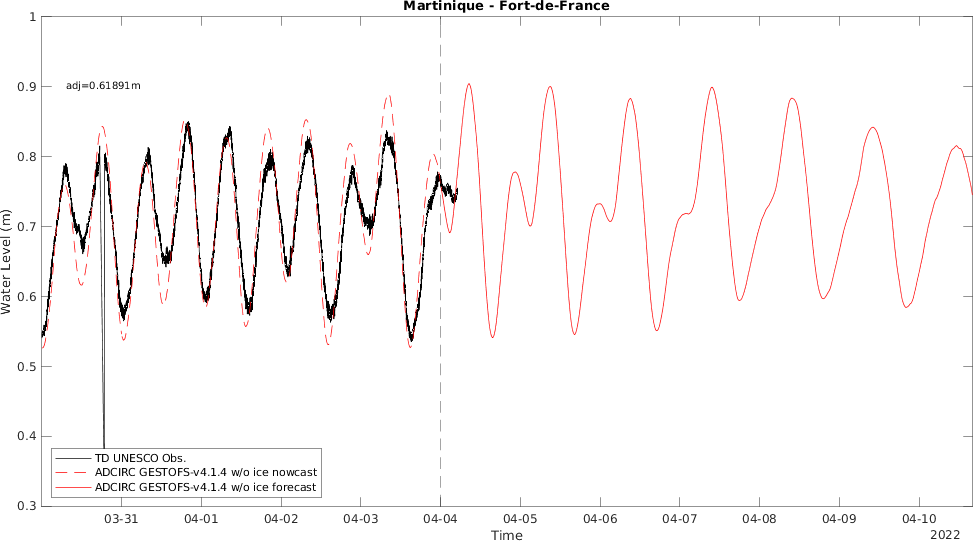 Martinique - Fort-de-France
1
0.9
0.8
0.7
0.6
0.5
0.4
0.3
Water Level (m)
adj=0.61891m
TD UNESCO Obs.
ADCIRC GESTOFS-v4.1.4 w/o ice nowcast
ADCIRC GESTOFS-v4.1.4 w/o ice forecast
03-31 04-01 04-02 04-03 04-04 04-05 04-06 04-07 04-08 04-09 04-10
Time
2022